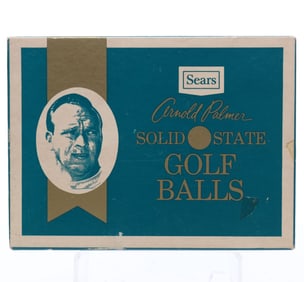 Sears
Arnold Palmer
SOLID STATE
GOLF
BALLS